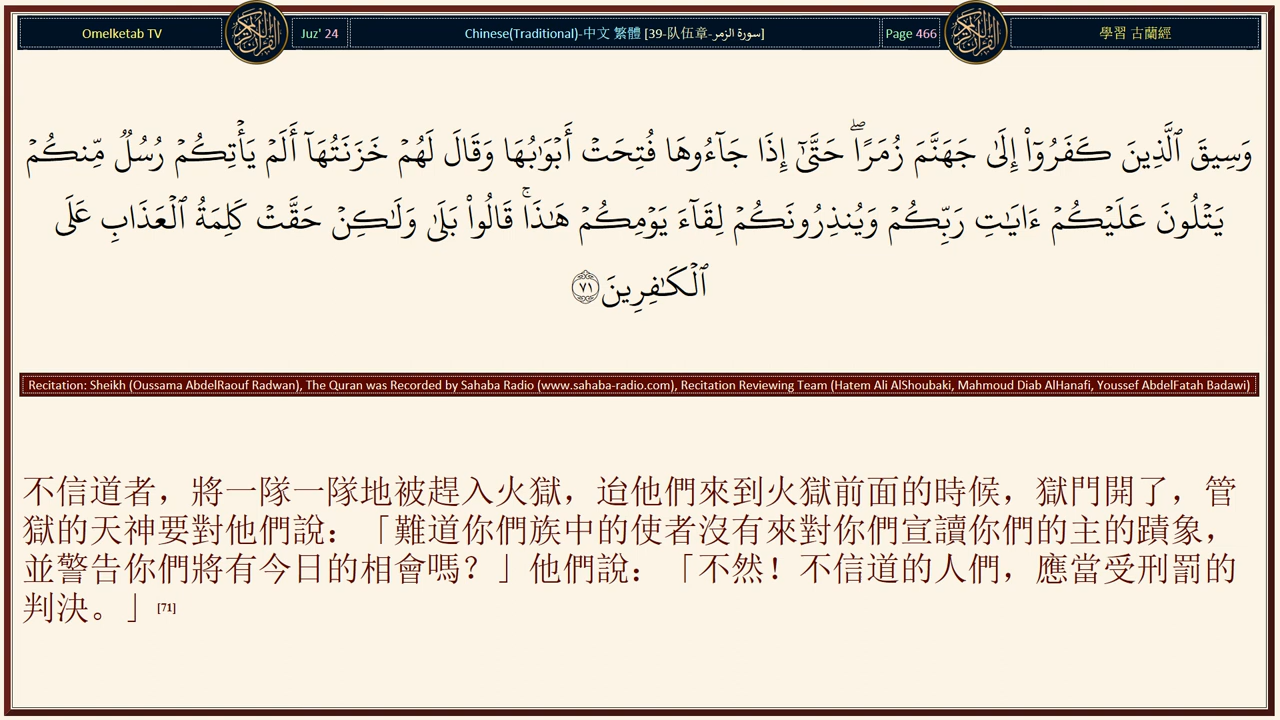 Omelketab TV
Juz' 24
Chinese(Traditional)-中文 繁體 [39-队伍章-سورة الزمر]
Page 466
學習 古蘭經
وَسِيقَ ٱلَّذِينَ كَفَرُوٓا۟ إِلَىٰ جَهَنَّمَ زُمَرًا ۖ حَتَّىٰٓ إِذَا جَآءُوهَا فُتِحَتْ أَبْوَٰبُهَا وَقَالَ لَهُمْ خَزَنَتُهَآ أَلَمْ يَأْتِكُمْ رُسُلٌ مِّنكُمْ
يَتْلُونَ عَلَيْكُمْ ءَايَٰتِ رَبِّكُمْ وَيُنذِرُونَكُمْ لِقَآءَ يَوْمِكُمْ هَٰذَا ۚ قَالُوا۟ بَلَىٰ وَلَٰكِنْ حَقَّتْ كَلِمَةُ ٱلْعَذَابِ عَلَى
ٱلْكَٰفِرِينَ ٧١
Recitation: Sheikh (Oussama AbdelRaouf Radwan), The Quran was Recorded by Sahaba Radio (www.sahaba-radio.com), Recitation Reviewing Team (Hatem Ali AlShoubaki, Mahmoud Diab AlHanafi, Youssef AbdelFatah Badawi)
不信道者，將一隊一隊地被趕入火獄，迨他們來到火獄前面的時候，獄門開了，管
獄的天神要對他們說：「難道你們族中的使者沒有來對你們宣讀你們的主的蹟象，
並警告你們將有今日的相會嗎？」他們說：「不然！不信道的人們，應當受刑罰的
判決。」[71]